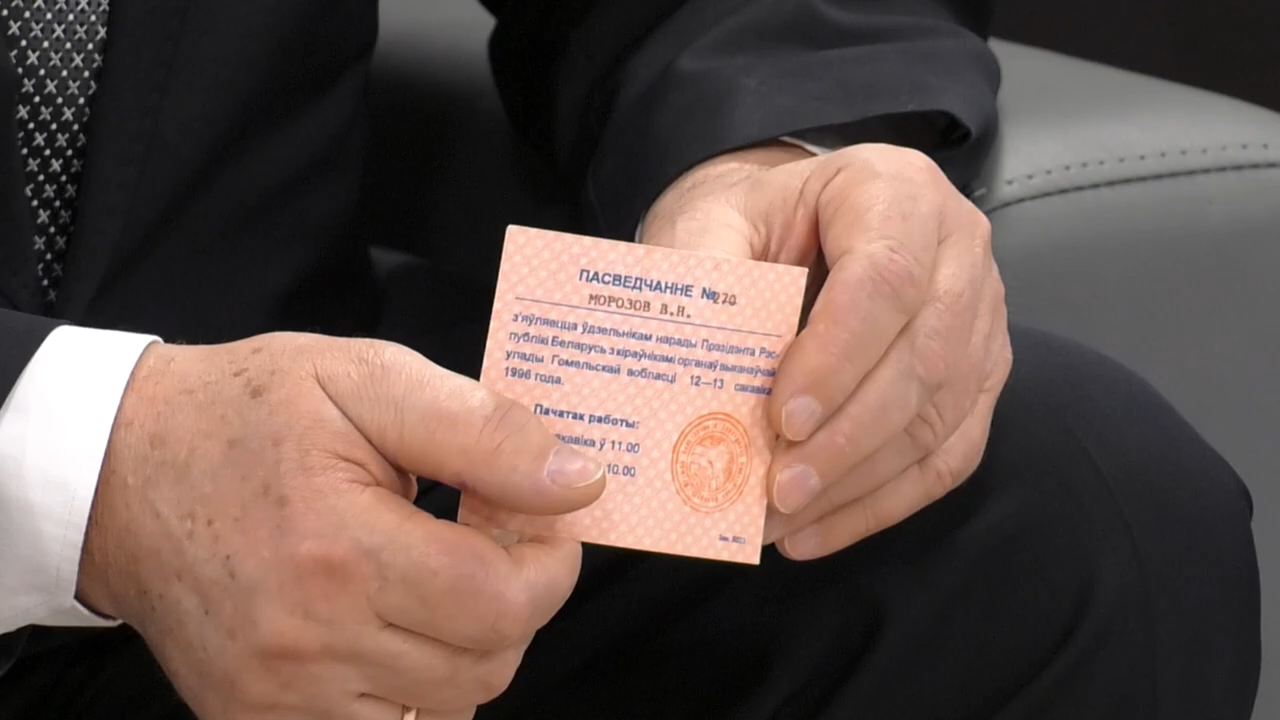 ПАСВЕДЧАННЕ №270
МОРОЗОВ В.Н.
з'яўляецца ўдзельнікам нарады Прэзідэнта Рэс-
публікі Беларусь з кіраўнікамі органаў выканаўчай
улады Гомельскай вобласці 12—13 сакавіка
1996 года.
Пачатак работы:
кавіка ў 11.00
10.00